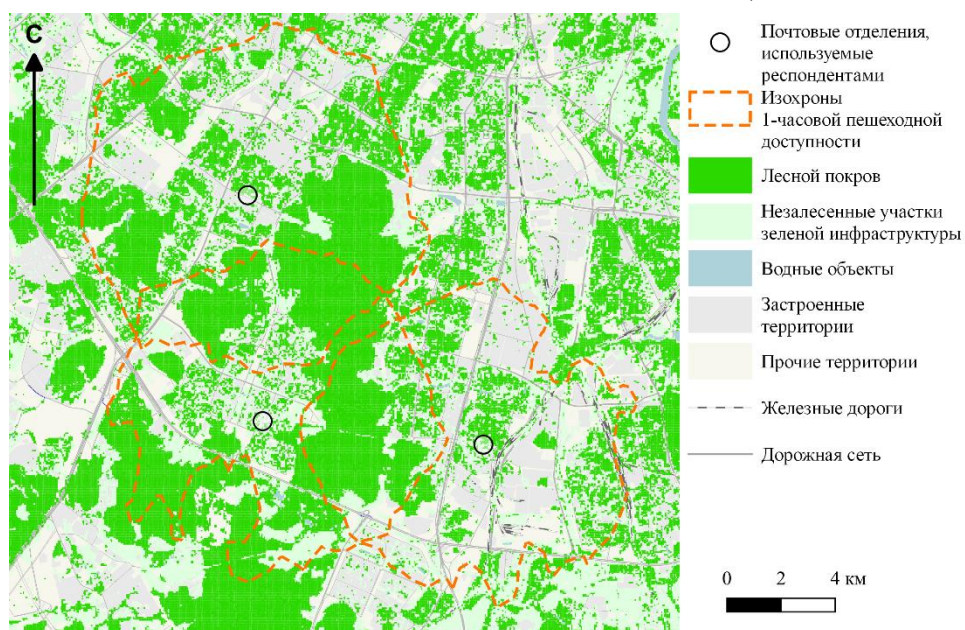 С
Почтовые отделения,
используемые
респондентами
Изохроны
1-часовой пешеходной
доступности
Лесной покров
Незалесенные участки
зеленой инфраструктуры
Водные объекты
Застроенные
территории
Прочие территории
Железные дороги
Дорожная сеть
0 2 4 км